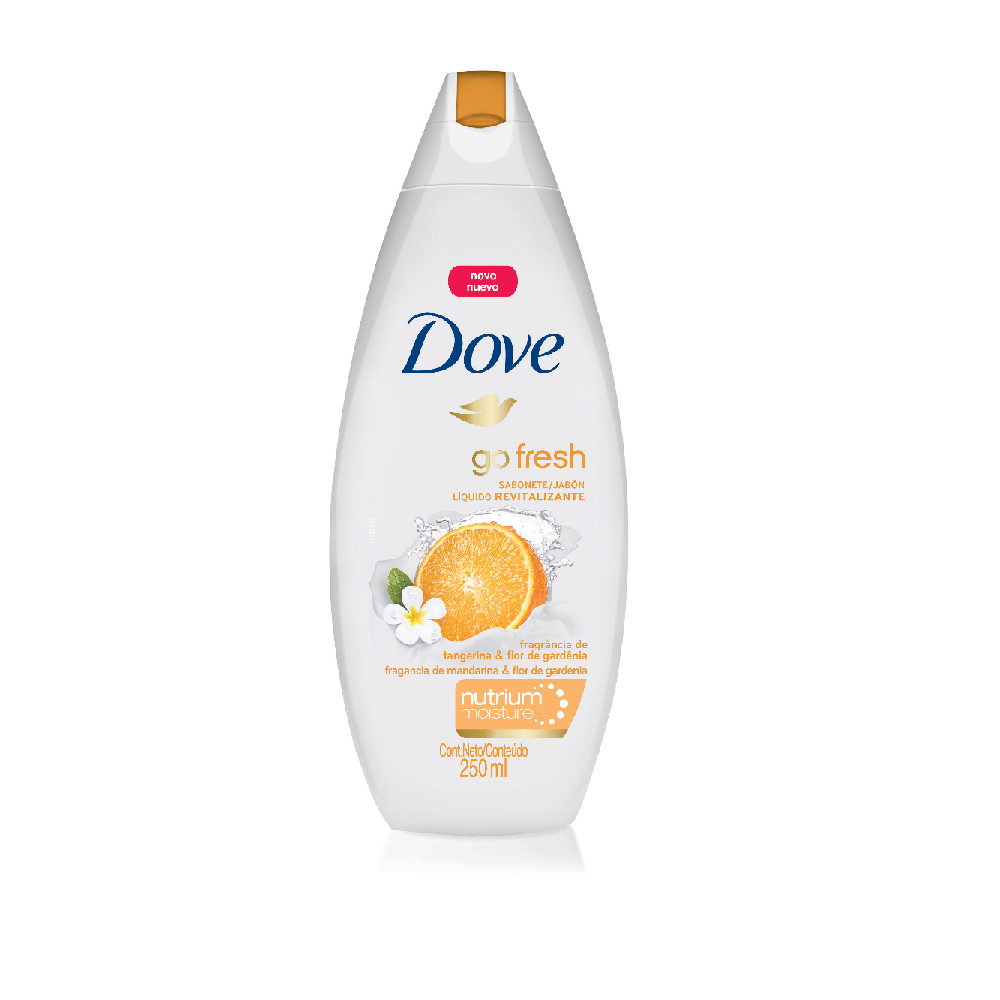 novo
nuevo
Dove
go fresh
SABONETE/JABÓN
LÍQUIDO REVITALIZANTE
fragrância de
tangerina & flor de gardênia
fragancia de mandarina & flor de gardenia
nutrium
moisture
Cont.Neto/Conteúdo
250 ml